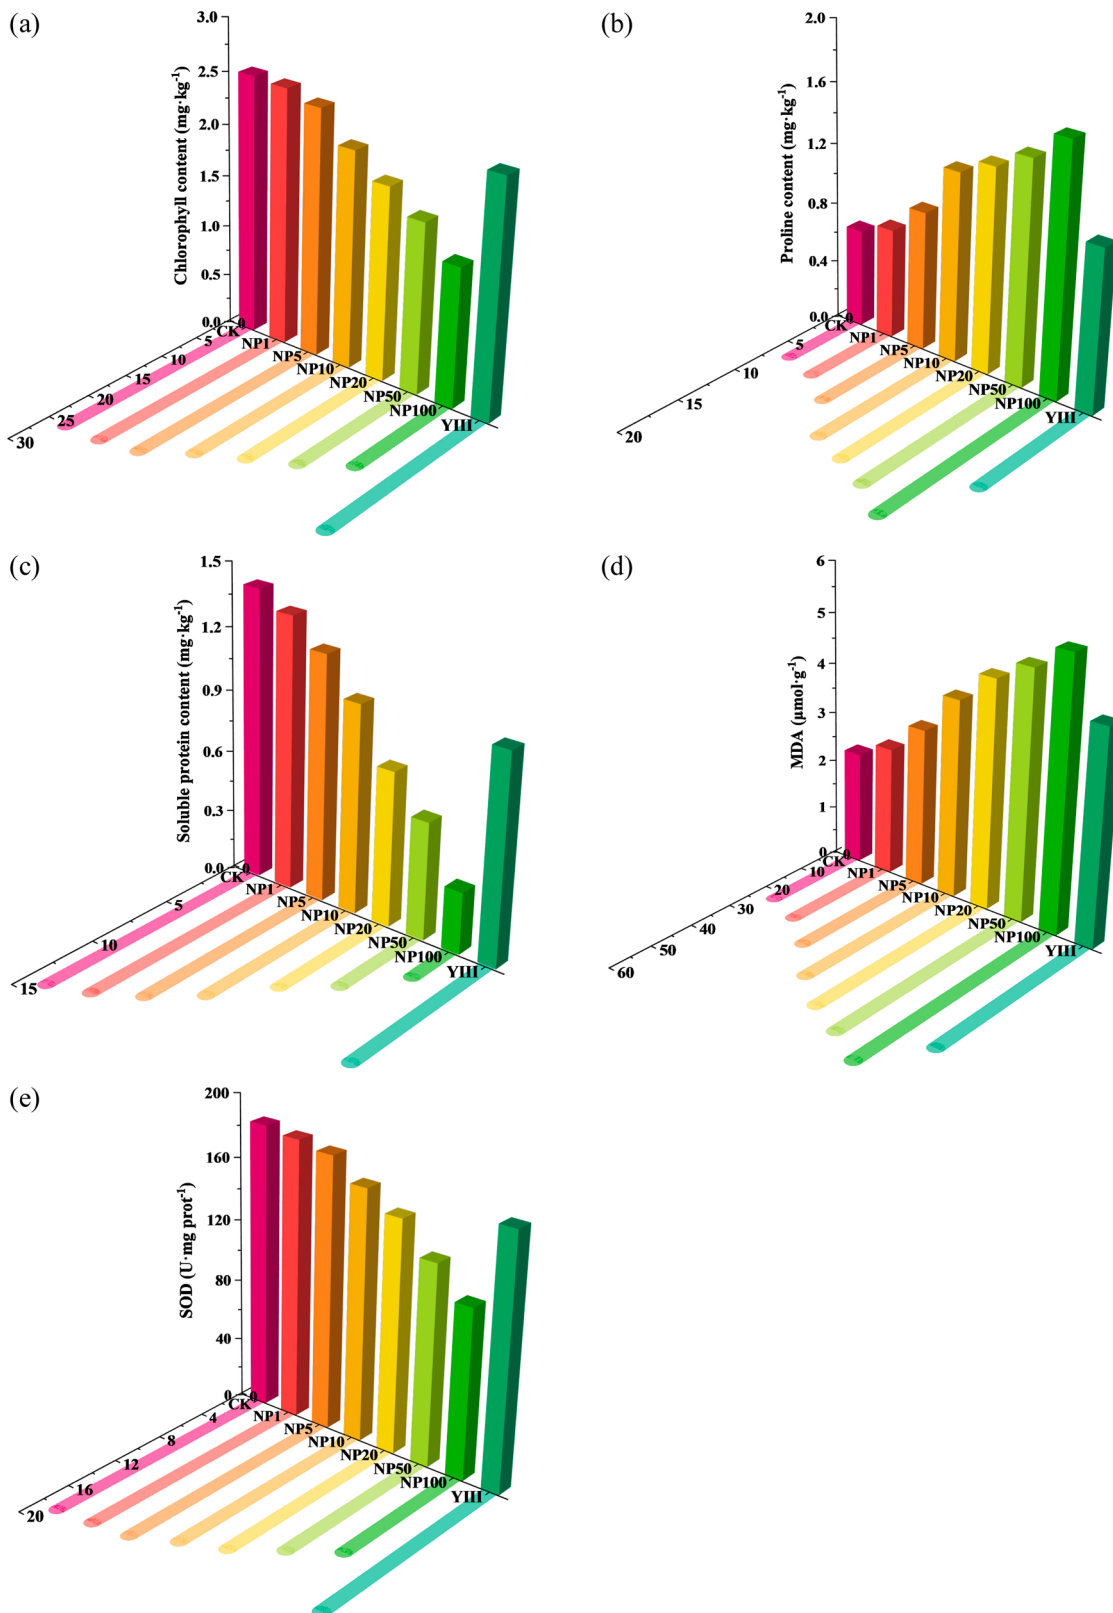 (a)
Chlorophyll content (mg·kg⁻¹)
3.0
2.5
2.0
1.5
1.0
0.5
0.0
0
5
10
15
20
25
30
CK
NP1
NP5
NP10
NP20
NP50
NP100
YIII
(b)
Proline content (mg·kg⁻¹)
2.0
1.6
1.2
0.8
0.4
0.0
0
5
10
15
20
CK
NP1
NP5
NP10
NP20
NP50
NP100
YIII
(c)
Soluble protein content (mg·kg⁻¹)
1.5
1.2
0.9
0.6
0.3
0.0
0
5
10
15
CK
NP1
NP5
NP10
NP20
NP50
NP100
YIII
(d)
MDA (μmol·g⁻¹)
6
5
4
3
2
1
0
0
10
20
30
40
50
60
CK
NP1
NP5
NP10
NP20
NP50
NP100
YIII
(e)
SOD (U·mg prot⁻¹)
200
160
120
80
40
0
0
4
8
12
16
20
CK
NP1
NP5
NP10
NP20
NP50
NP100
YIII